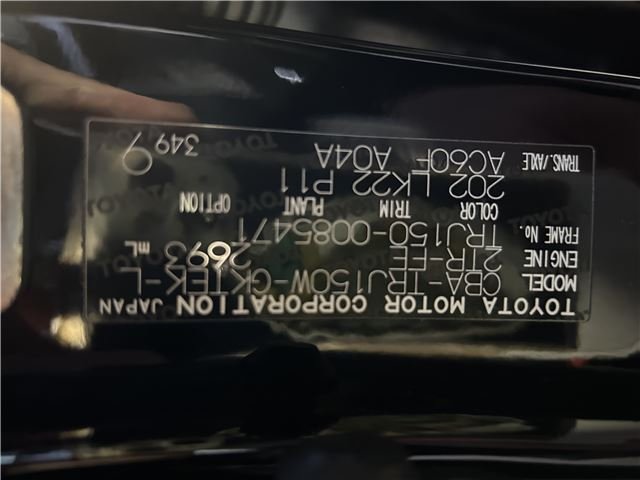 TOYOTA MOTOR CORPORATION JAPAN
MODEL CBA-TRJ150W-GKTEK-L
ENGINE 2TR-FE 2693 mL
FRAME No. TRJ150-0085471
COLOR TRIM PLANT OPTION
202 LK22 P11
TRANS./AXLE AC60F A04A
3499